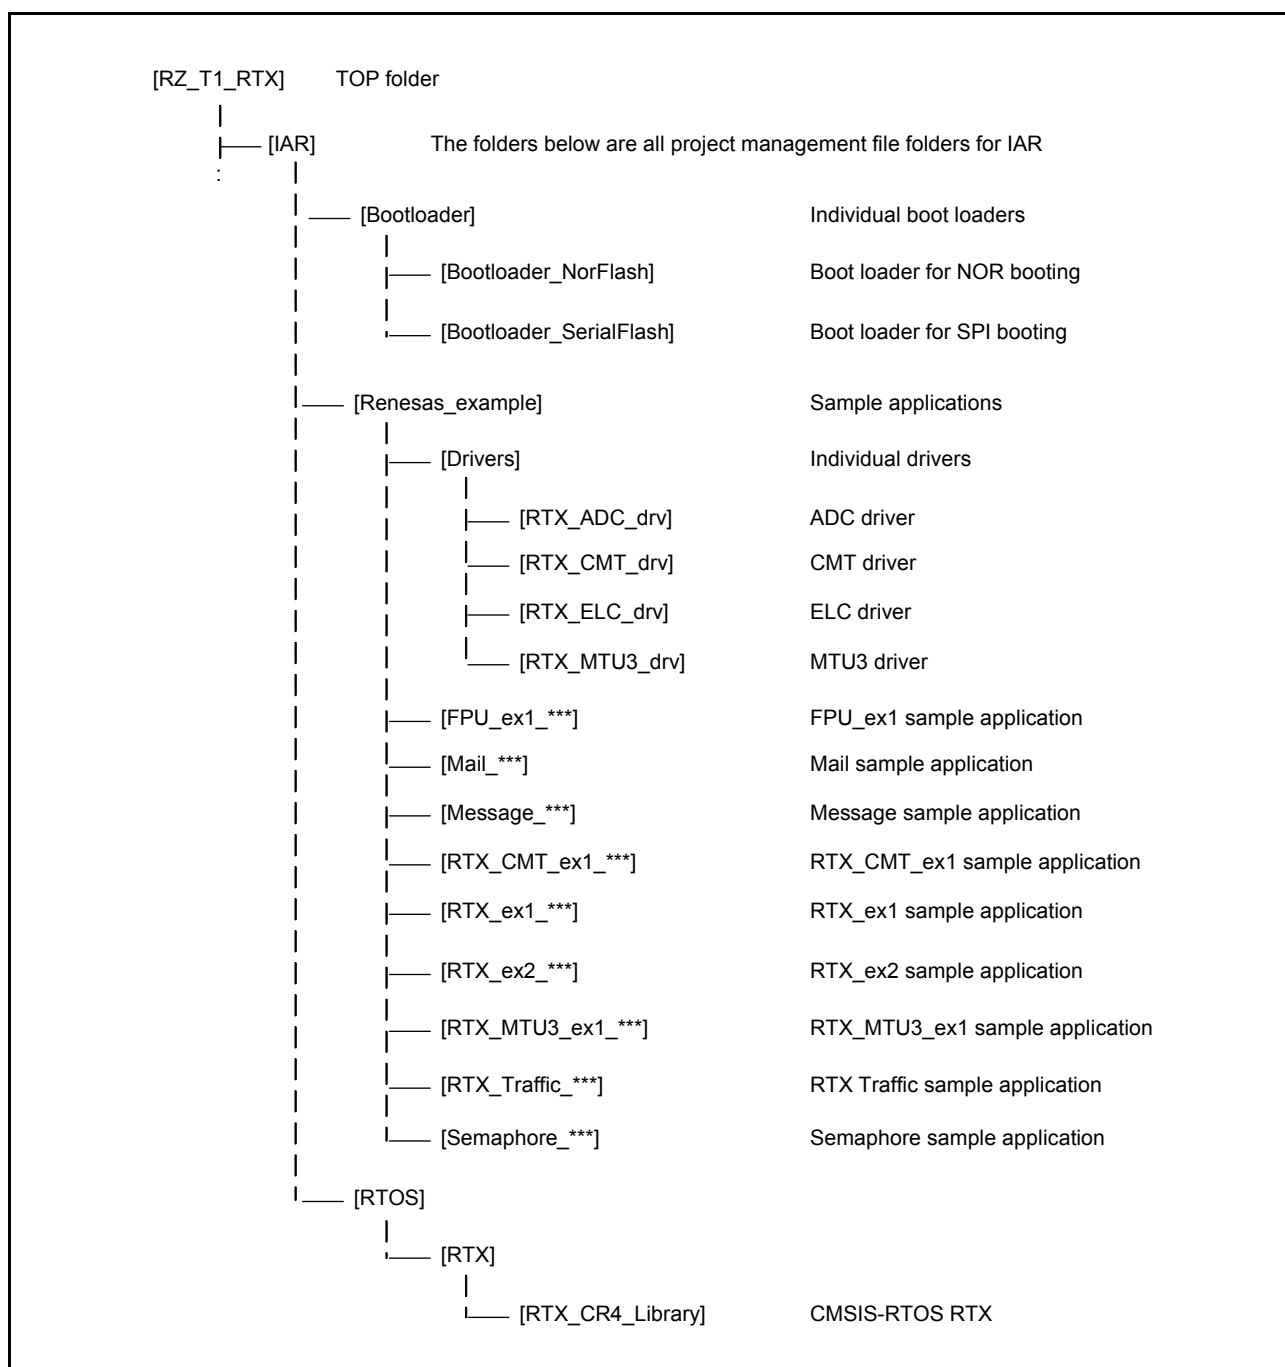 [RZ_T1_RTX] TOP folder
[IAR] The folders below are all project management file folders for IAR
:
[Bootloader] Individual boot loaders
[Bootloader_NorFlash] Boot loader for NOR booting
[Bootloader_SerialFlash] Boot loader for SPI booting
[Renesas_example] Sample applications
[Drivers] Individual drivers
[RTX_ADC_drv] ADC driver
[RTX_CMT_drv] CMT driver
[RTX_ELC_drv] ELC driver
[RTX_MTU3_drv] MTU3 driver
[FPU_ex1_***] FPU_ex1 sample application
[Mail_***] Mail sample application
[Message_***] Message sample application
[RTX_CMT_ex1_***] RTX_CMT_ex1 sample application
[RTX_ex1_***] RTX_ex1 sample application
[RTX_ex2_***] RTX_ex2 sample application
[RTX_MTU3_ex1_***] RTX_MTU3_ex1 sample application
[RTX_Traffic_***] RTX Traffic sample application
[Semaphore_***] Semaphore sample application
[RTOS]
[RTX]
[RTX_CR4_Library] CMSIS-RTOS RTX